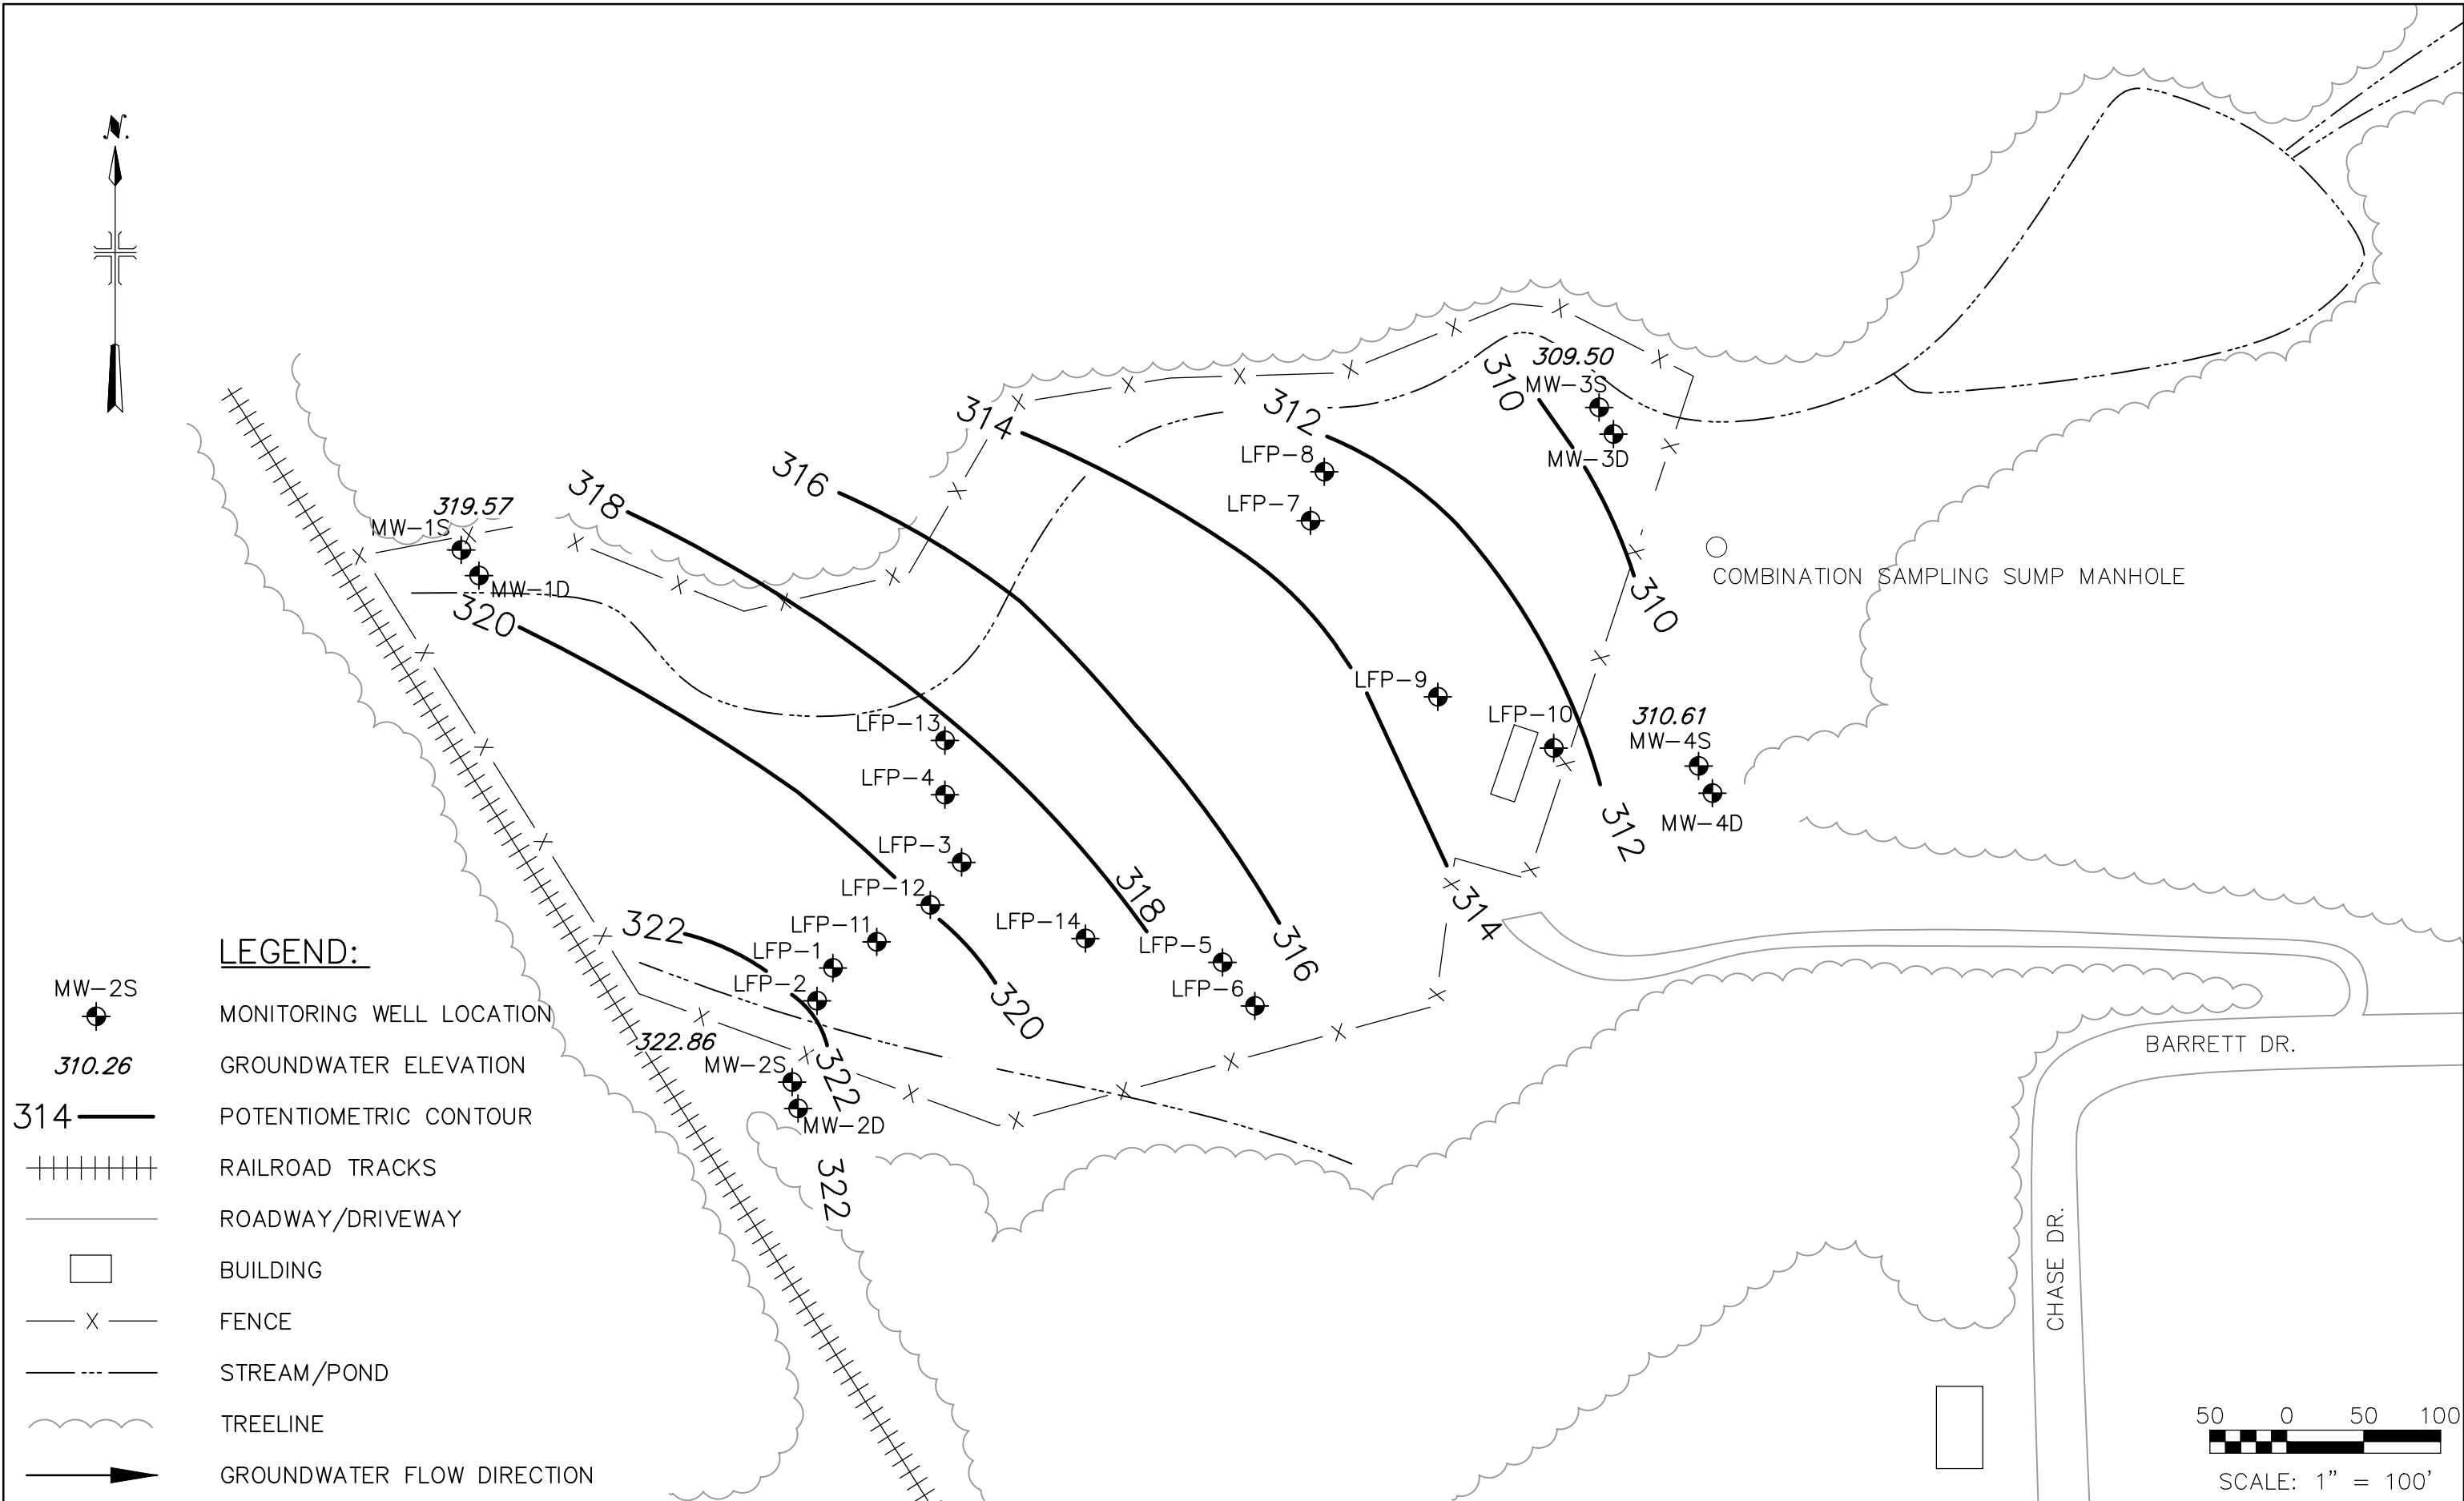 N.
309.50
MW-3S
310
312
314
MW-3D
LFP-8
316
318
LFP-7
319.57
MW-1S
COMBINATION SAMPLING SUMP MANHOLE
MW-1D
320
310
LFP-9
LFP-10
310.61
MW-4S
LFP-13
LFP-4
MW-4D
312
LFP-3
LFP-12
318
314
322
LFP-11
LFP-14
LFP-1
LFP-5
316
LFP-2
LFP-6
320
322.86
MW-2S
322
MW-2D
322
BARRETT DR.
CHASE DR.
LEGEND:
MW-2S
MONITORING WELL LOCATION
310.26 GROUNDWATER ELEVATION
314 POTENTIOMETRIC CONTOUR
RAILROAD TRACKS
ROADWAY/DRIVEWAY
BUILDING
X FENCE
STREAM/POND
TREELINE
GROUNDWATER FLOW DIRECTION
50 0 50 100
SCALE: 1" = 100'